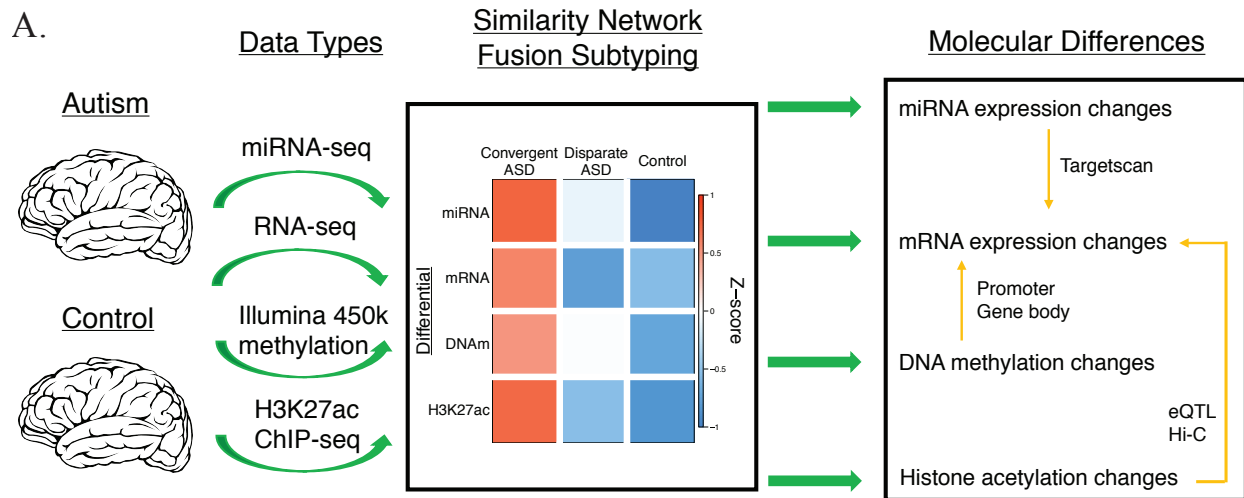 A.
Data Types
Similarity Network
Fusion Subtyping
Molecular Differences
Autism
Control
miRNA-seq
RNA-seq
Illumina 450k
methylation
H3K27ac
ChIP-seq
Convergent
ASD
Disparate
ASD
Control
Differential
miRNA
mRNA
DNAm
H3K27ac
1
0.5
0
−0.5
−1
Z−score
miRNA expression changes
Targetscan
mRNA expression changes
Promoter
Gene body
DNA methylation changes
eQTL
Hi-C
Histone acetylation changes